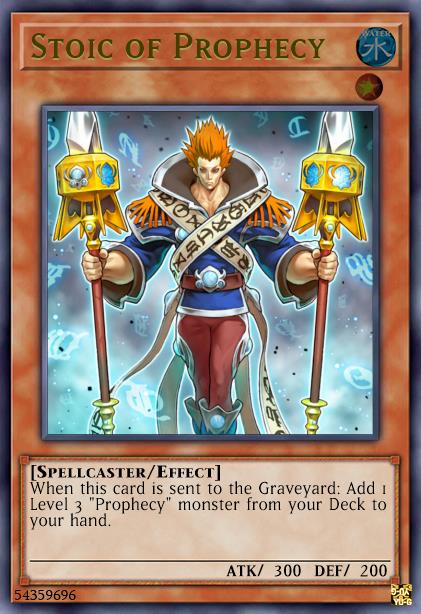 STOIC OF PROPHECY
WATER
水
[SPELLCASTER/EFFECT]
When this card is sent to the Graveyard: Add 1
Level 3 "Prophecy" monster from your Deck to
your hand.
ATK/ 300 DEF/ 200
54359696